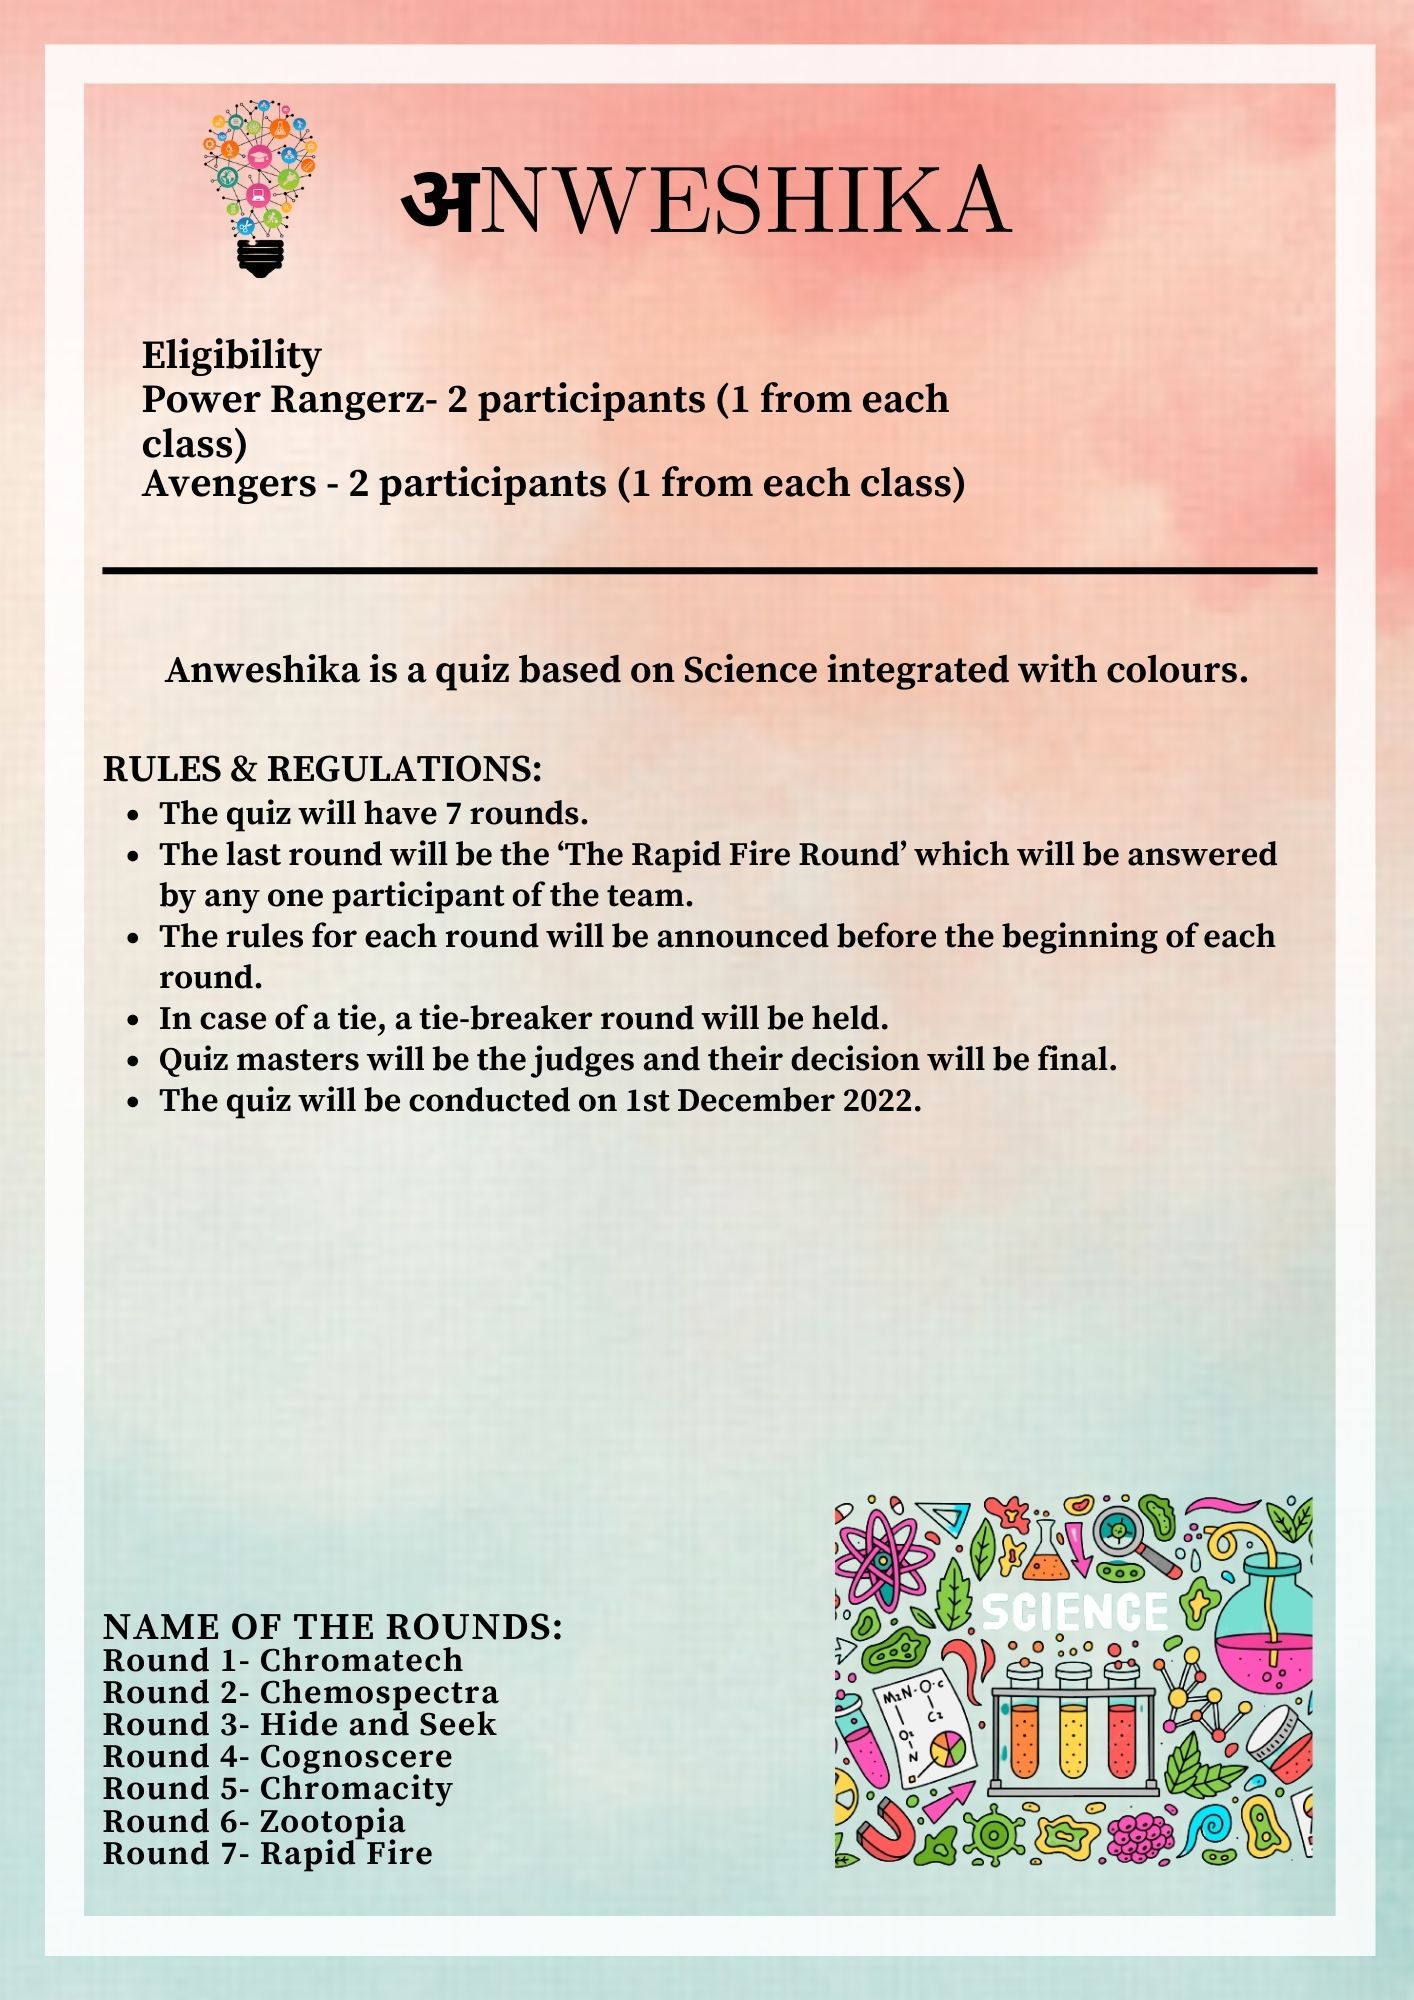 अNWESHIKA
Eligibility
Power Rangerz- 2 participants (1 from each
class)
Avengers - 2 participants (1 from each class)
Anweshika is a quiz based on Science integrated with colours.
RULES & REGULATIONS:
• The quiz will have 7 rounds.
• The last round will be the ‘The Rapid Fire Round’ which will be answered
by any one participant of the team.
• The rules for each round will be announced before the beginning of each
round.
• In case of a tie, a tie-breaker round will be held.
• Quiz masters will be the judges and their decision will be final.
• The quiz will be conducted on 1st December 2022.
SCIENCE
M2N-O-c
C2
O2
N
NAME OF THE ROUNDS:
Round 1- Chromatech
Round 2- Chemospectra
Round 3- Hide and Seek
Round 4- Cognoscere
Round 5- Chromacity
Round 6- Zootopia
Round 7- Rapid Fire